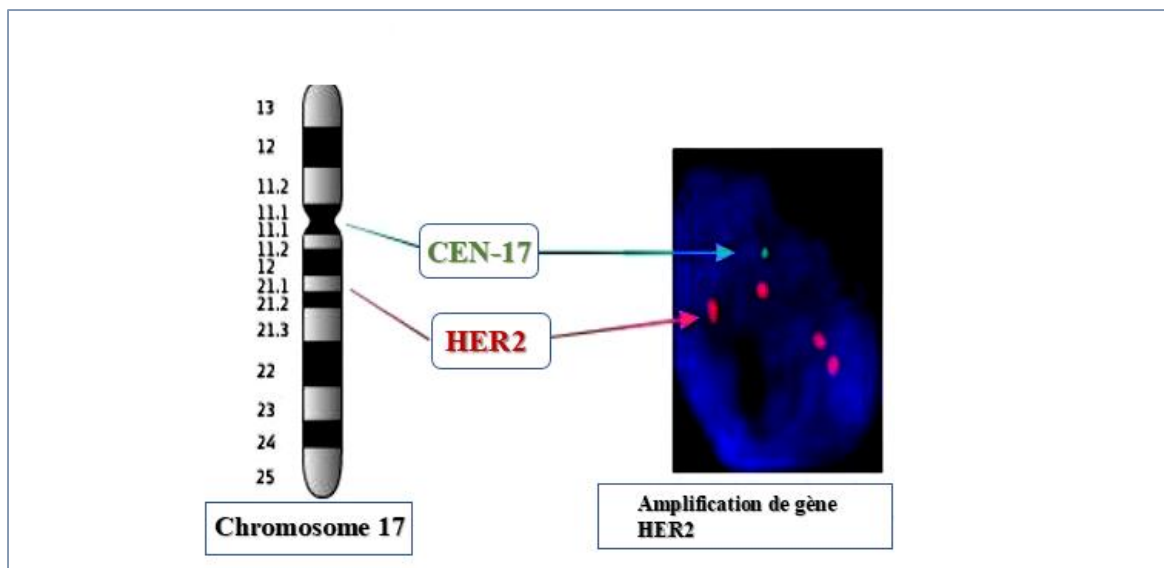 13
12
11.2
11.1
11.1
11.2
12
21.1
21.2
21.3
22
23
24
25
CEN-17
HER2
Chromosome 17
Amplification de gène
HER2